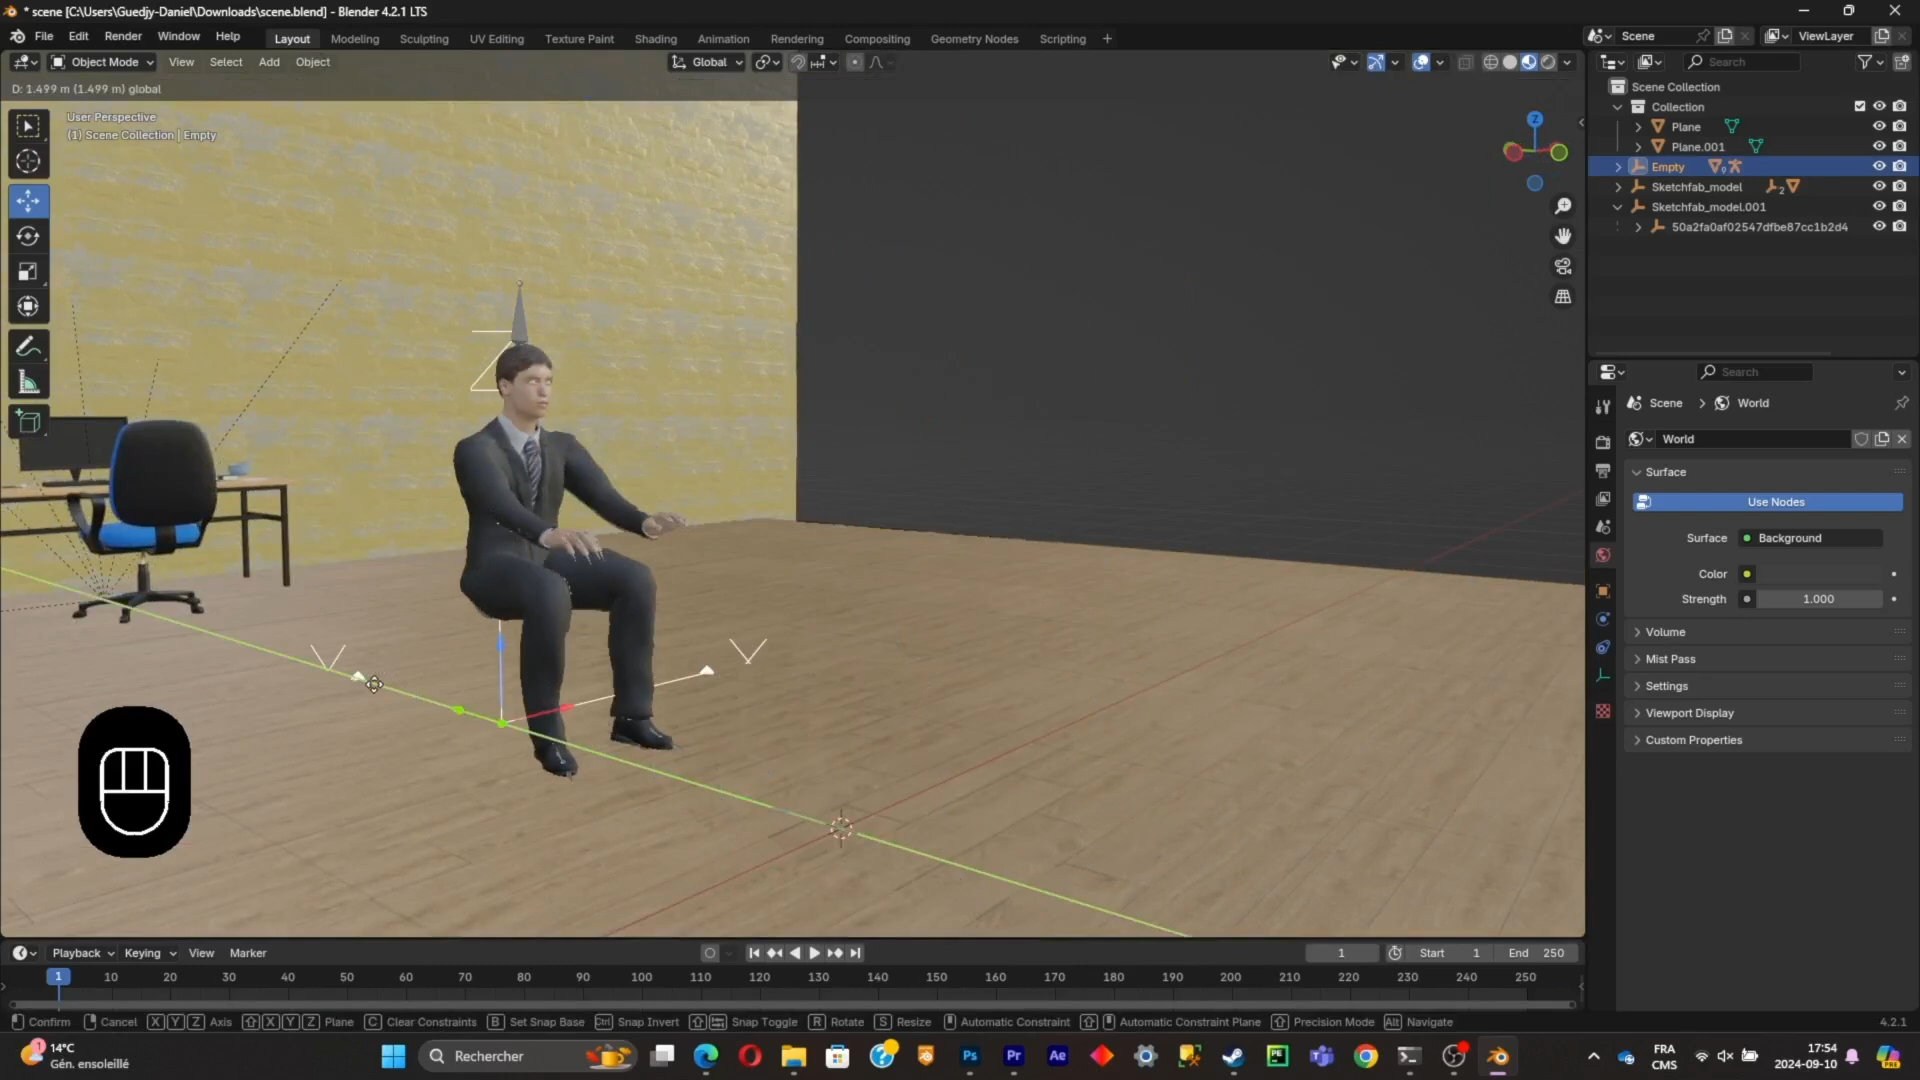 * scene [C:\Users\Guedjy-Daniel\Downloads\scene.blend] - Blender 4.2.1 LTS
File Edit Render Window Help Layout Modeling Sculpting UV Editing Texture Paint Shading Animation Rendering Compositing Geometry Nodes Scripting + Scene ViewLayer
Object Mode View Select Add Object Global Search
D: 1.499 m (1.499 m) global
User Perspective
(1) Scene Collection | Empty
Z
Scene Collection
Collection
Plane
Plane.001
Empty
Sketchfab_model
Sketchfab_model.001
50a2fa0af02547dfbe87cc1b2d4
Search
Scene > World
World
Surface
Use Nodes
Surface Background
Color
Strength 1.000
Volume
Mist Pass
Settings
Viewport Display
Custom Properties
Playback Keying View Marker 1 Start 1 End 250
1 10 20 30 40 50 60 70 80 90 100 110 120 130 140 150 160 170 180 190 200 210 220 230 240 250
Confirm Cancel X Y Z Axis X Y Z Plane C Clear Constraints B Set Snap Base Ctrl Snap Invert Snap Toggle R Rotate S Resize Automatic Constraint Automatic Constraint Plane Precision Mode Alt Navigate 4.2.1
1 14°C
Gén. ensoleillé
Rechercher
Ps Pr Ae PE
FRA
CMS
17:54
2024-09-10